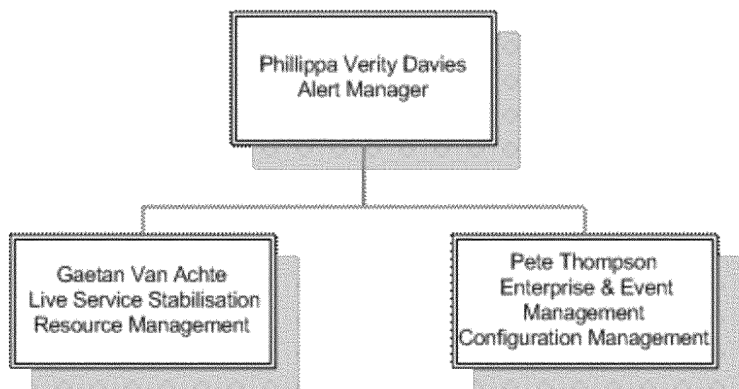 Phillippa Verity Davies
Alert Manager
Gaetan Van Achte
Live Service Stabilisation
Resource Management
Pete Thompson
Enterprise & Event
Management
Configuration Management